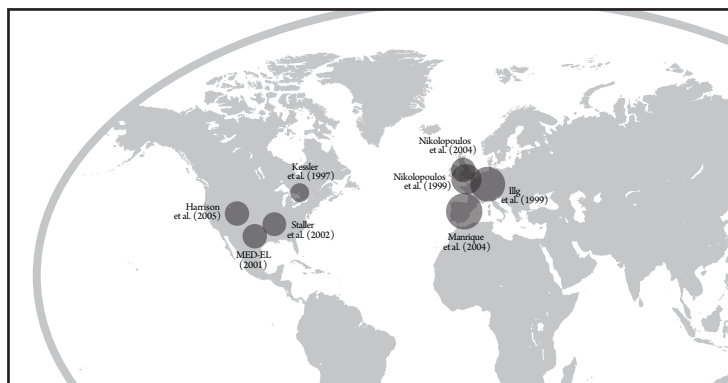 Nikolopoulos
et al. (2004)
Kessler
et al. (1997)
Nikolopoulos
et al. (1999)
Illg
et al. (1999)
Harrison
et al. (2005)
Staller
et al. (2002)
Manrique
et al. (2004)
MED-EL
(2001)